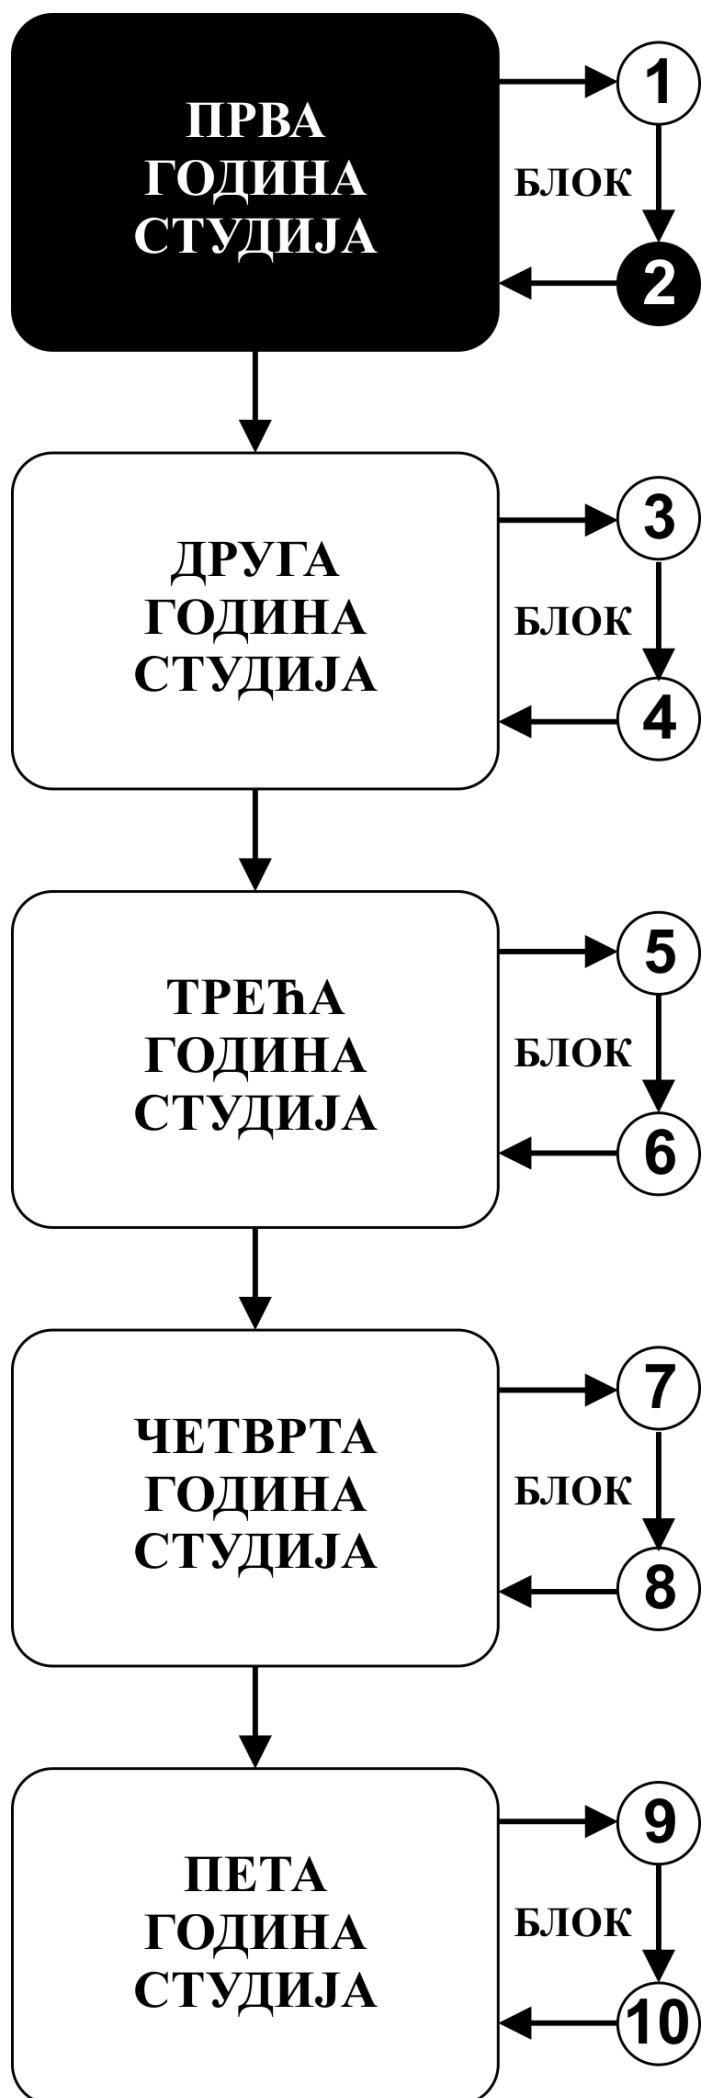 ПРВА
ГОДИНА
СТУДИЈА
1
БЛОК
2
ДРУГА
ГОДИНА
СТУДИЈА
3
БЛОК
4
ТРЕЋА
ГОДИНА
СТУДИЈА
5
БЛОК
6
ЧЕТВРТА
ГОДИНА
СТУДИЈА
7
БЛОК
8
ПЕТА
ГОДИНА
СТУДИЈА
9
БЛОК
10